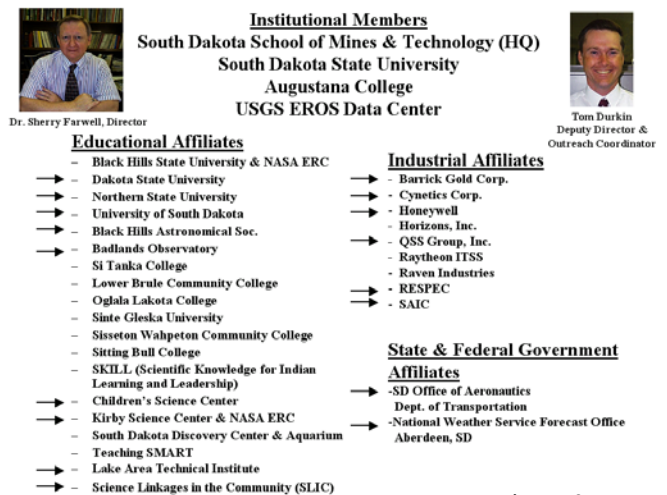 Institutional Members
South Dakota School of Mines & Technology (HQ)
South Dakota State University
Augustana College
USGS EROS Data Center
Dr. Sherry Farwell, Director
Tom Durkin
Deputy Director &
Outreach Coordinator
Educational Affiliates
– Black Hills State University & NASA ERC
– Dakota State University
– Northern State University
– University of South Dakota
– Black Hills Astronomical Soc.
– Badlands Observatory
– Si Tanka College
– Lower Brule Community College
– Oglala Lakota College
– Sinte Gleska University
– Sisseton Wahpeton Community College
– Sitting Bull College
– SKILL (Scientific Knowledge for Indian
Learning and Leadership)
– Children's Science Center
– Kirby Science Center & NASA ERC
– South Dakota Discovery Center & Aquarium
– Teaching SMART
– Lake Area Technical Institute
– Science Linkages in the Community (SLIC)
Industrial Affiliates
- Barrick Gold Corp.
- Cynetics Corp.
- Honeywell
- Horizons, Inc.
- QSS Group, Inc.
- Raytheon ITSS
- Raven Industries
- RESPEC
- SAIC
State & Federal Government
Affiliates
-SD Office of Aeronautics
Dept. of Transportation
-National Weather Service Forecast Office
Aberdeen, SD